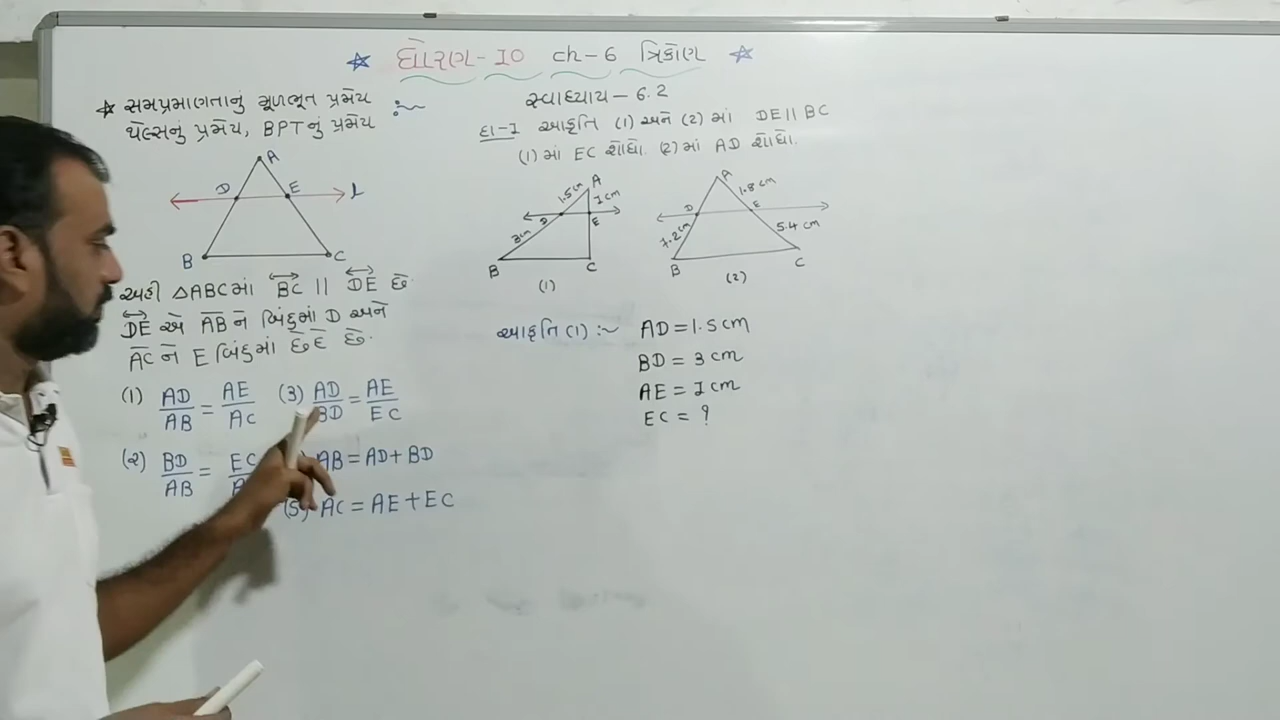 ધોરણ-10 ch-6 ત્રિકોણ
* સમપ્રમાણતાનું મૂળભૂત પ્રમેય
થેલ્સનું પ્રમેય, BPTનું પ્રમેય :~
A
D E l
B C
અહીં △ABCમાં BC || DE છે.
DE એ AB ને બિંદુમાં D અને
AC ને E બિંદુમાં છેદે છે.
(1) AD/AB = AE/AC (3) AD/BD = AE/EC
(2) BD/AB = EC/
AB = AD + BD
(5) AC = AE + EC
સ્વાધ્યાય - 6.2
દા-1 આકૃતિ (1) અને (2) માં DE || BC
(1) માં EC શોધો. (2) માં AD શોધો.
A 1.5cm 1cm
D E
3cm
B C
(1)
A 1.8 cm
D E
7.2cm 5.4 cm
B C
(2)
આકૃતિ (1) :~ AD = 1.5 cm
BD = 3 cm
AE = 1 cm
EC = ?